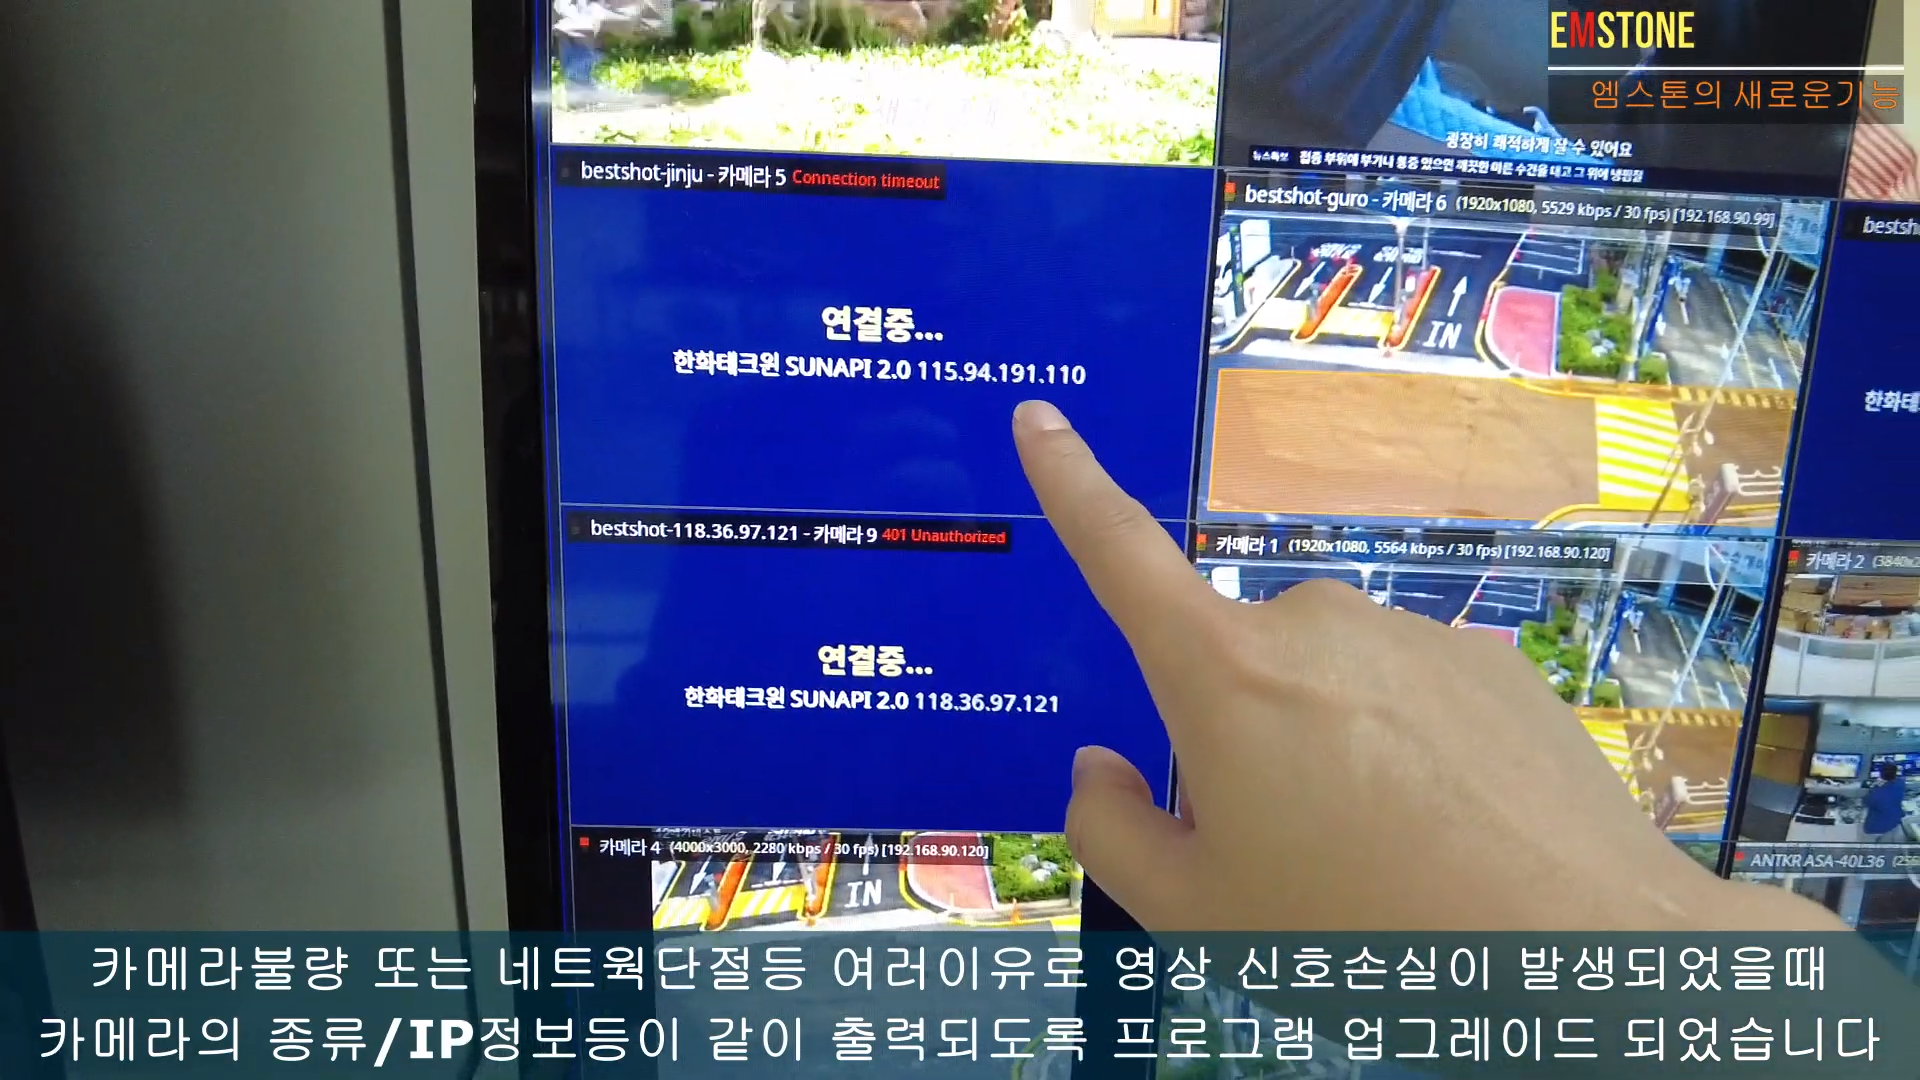 EMSTONE
엠스톤의 새로운기능
굉장히 쾌적하게 잘 수 있어요
bestshot-jinju - 카메라 5 Connection timeout
연결중...
한화테크윈 SUNAPI 2.0 115.94.191.110
bestshot-guro - 카메라 6 (1920x1080, 5529 kbps / 30 fps) [192.168.90.99]
IN
한화테
bestshot-118.36.97.121 - 카메라 9 401 Unauthorized
연결중...
한화테크윈 SUNAPI 2.0 118.36.97.121
카메라 1 (1920x1080, 5564 kbps / 30 fps) [192.168.90.120]
카메라 2
카메라 4 (4000x3000, 2280 kbps / 30 fps) [192.168.90.120]
IN
ANTKR ASA-40L36
카메라불량 또는 네트웍단절등 여러이유로 영상 신호손실이 발생되었을때
카메라의 종류/IP정보등이 같이 출력되도록 프로그램 업그레이드 되었습니다